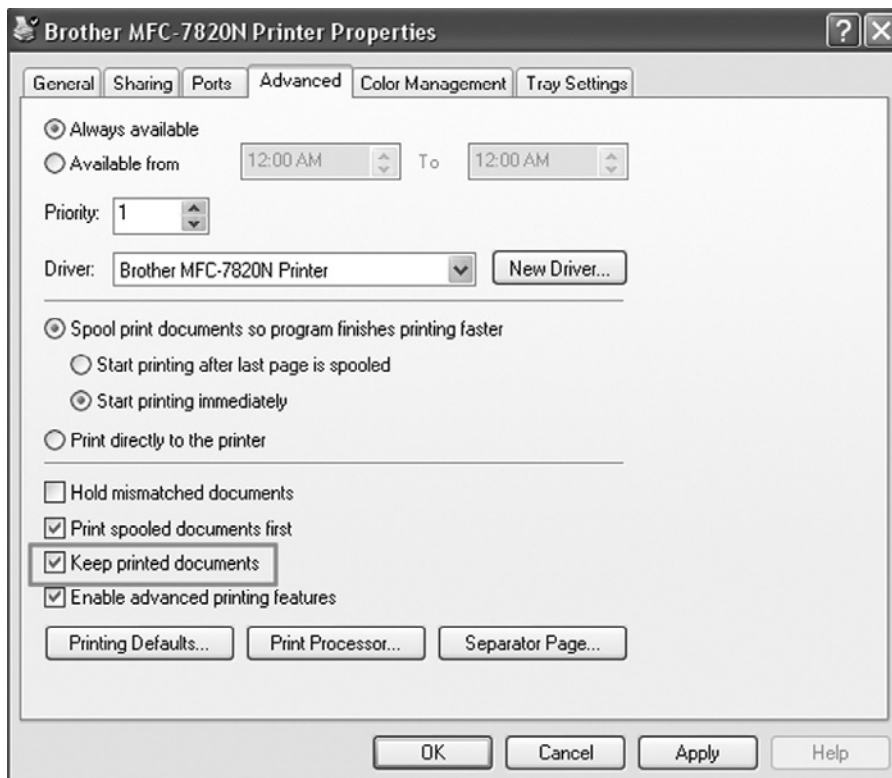 Brother MFC-7820N Printer Properties
General Sharing Ports Advanced Color Management Tray Settings
Always available
Available from 12:00 AM To 12:00 AM
Priority: 1
Driver: Brother MFC-7820N Printer New Driver...
Spool print documents so program finishes printing faster
Start printing after last page is spooled
Start printing immediately
Print directly to the printer
Hold mismatched documents
Print spooled documents first
Keep printed documents
Enable advanced printing features
Printing Defaults... Print Processor... Separator Page...
OK Cancel Apply Help